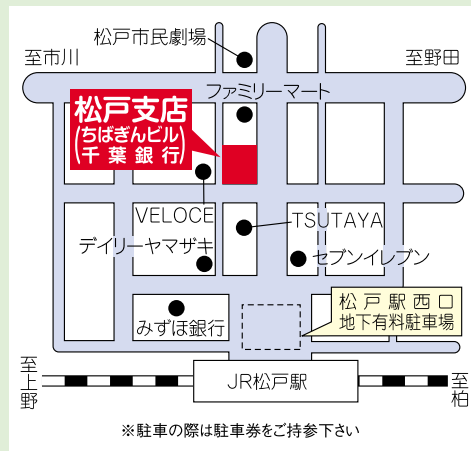 松戸市民劇場
至市川
至野田
ファミリーマート
松戸支店
(ちばぎんビル)
(千葉銀行)
VELOCE
TSUTAYA
デイリーヤマザキ
セブンイレブン
松戸駅西口
地下有料駐車場
みずほ銀行
至上野
JR松戸駅
至柏
※駐車の際は駐車券をご持参下さい